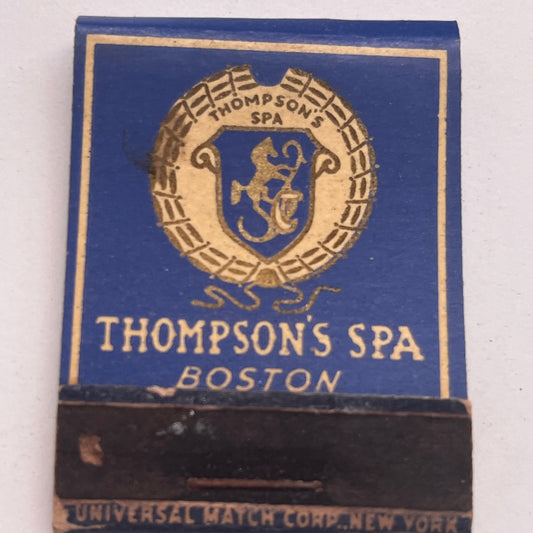 THOMPSON'S
SPA
THOMPSON'S SPA
BOSTON
UNIVERSAL MATCH CORP., NEW YORK